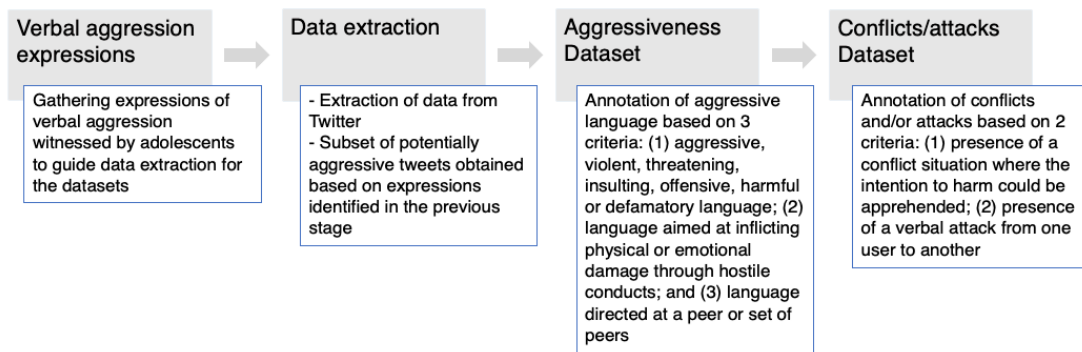 Verbal aggression
expressions
Gathering expressions of
verbal aggression
witnessed by adolescents
to guide data extraction for
the datasets
Data extraction
- Extraction of data from
Twitter
- Subset of potentially
aggressive tweets obtained
based on expressions
identified in the previous
stage
Aggressiveness
Dataset
Annotation of aggressive
language based on 3
criteria: (1) aggressive,
violent, threatening,
insulting, offensive, harmful
or defamatory language; (2)
language aimed at inflicting
physical or emotional
damage through hostile
conducts; and (3) language
directed at a peer or set of
peers
Conflicts/attacks
Dataset
Annotation of conflicts
and/or attacks based on 2
criteria: (1) presence of a
conflict situation where the
intention to harm could be
apprehended; (2) presence
of a verbal attack from one
user to another